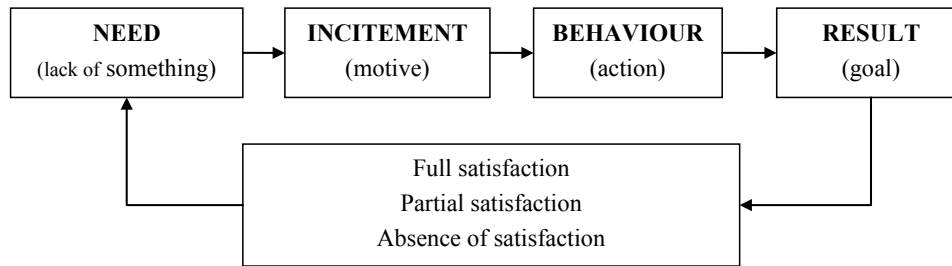 NEED
(lack of something)
INCITEMENT
(motive)
BEHAVIOUR
(action)
RESULT
(goal)
Full satisfaction
Partial satisfaction
Absence of satisfaction